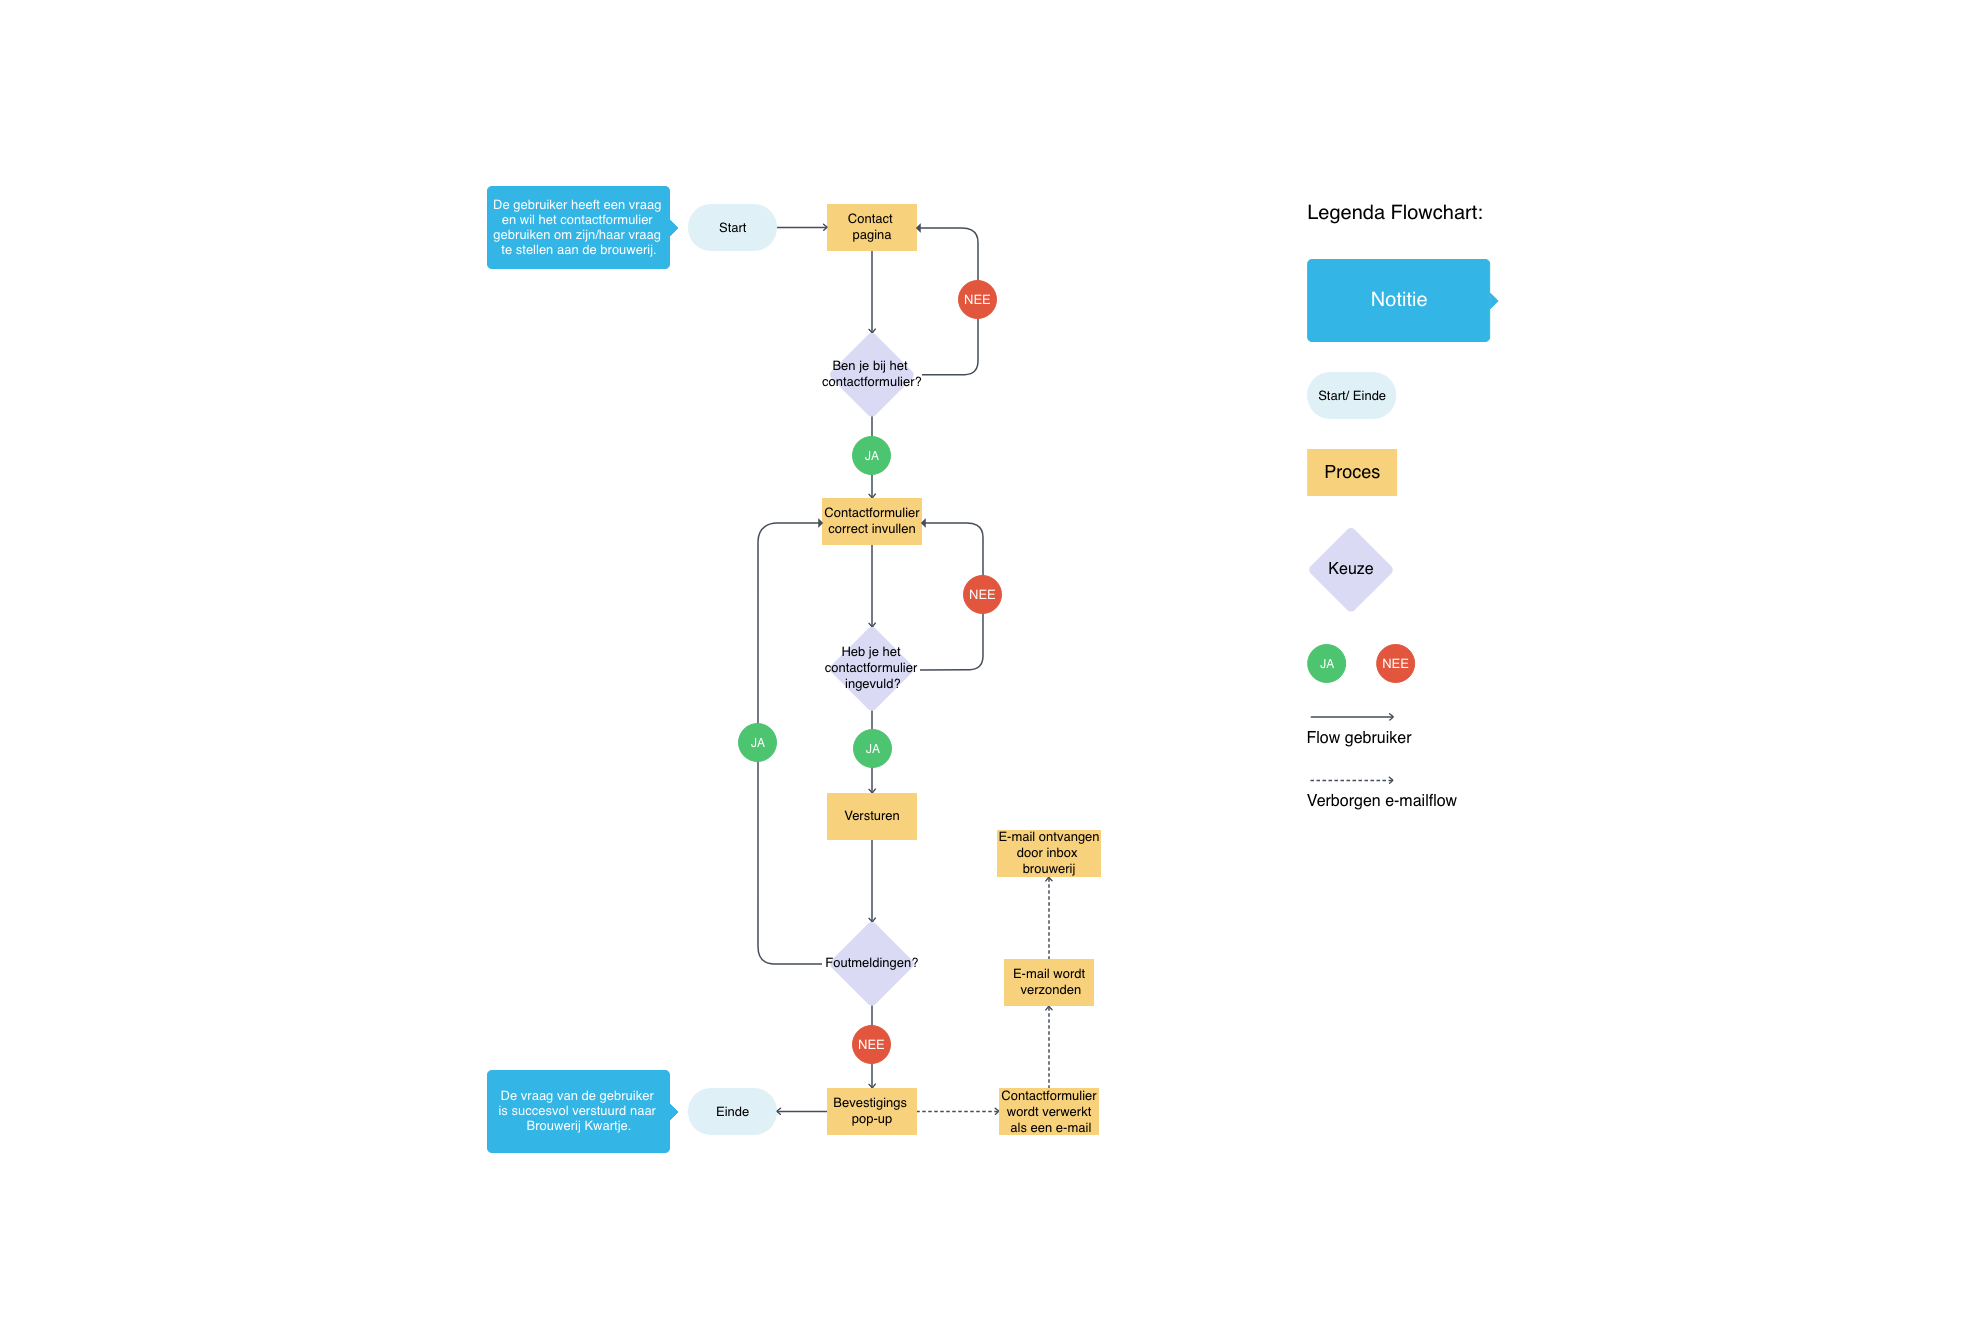 De gebruiker heeft een vraag
en wil het contactformulier
gebruiken om zijn/haar vraag
te stellen aan de brouwerij.
Start
Contact
pagina
NEE
Ben je bij het
contactformulier?
JA
Contactformulier
correct invullen
NEE
Heb je het
contactformulier
ingevuld?
JA
JA
Versturen
E-mail ontvangen
door inbox
brouwerij
Foutmeldingen?
E-mail wordt
verzonden
NEE
De vraag van de gebruiker
is succesvol verstuurd naar
Brouwerij Kwartje.
Einde
Bevestigings
pop-up
Contactformulier
wordt verwerkt
als een e-mail
Legenda Flowchart:
Notitie
Start/ Einde
Proces
Keuze
JA
NEE
Flow gebruiker
Verborgen e-mailflow